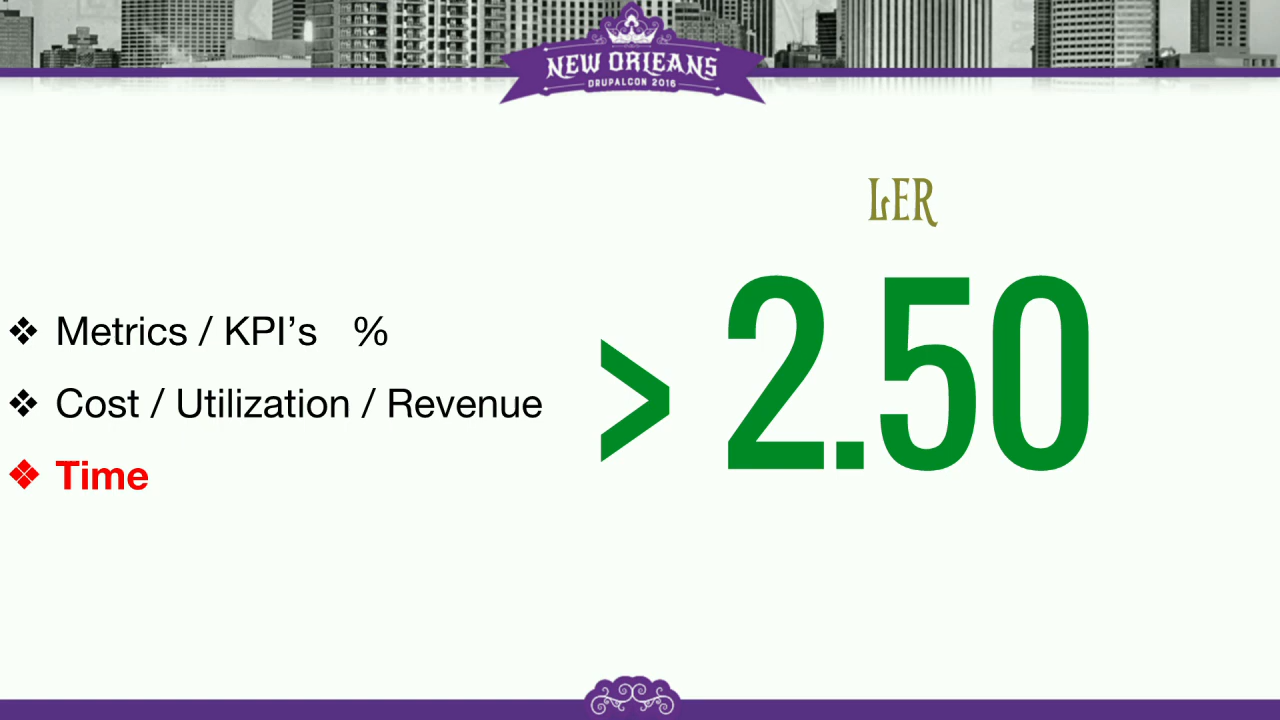 NEW ORLEANS
DRUPALCON 2016
LER
❖ Metrics / KPI’s %
❖ Cost / Utilization / Revenue
❖ Time
> 2.50